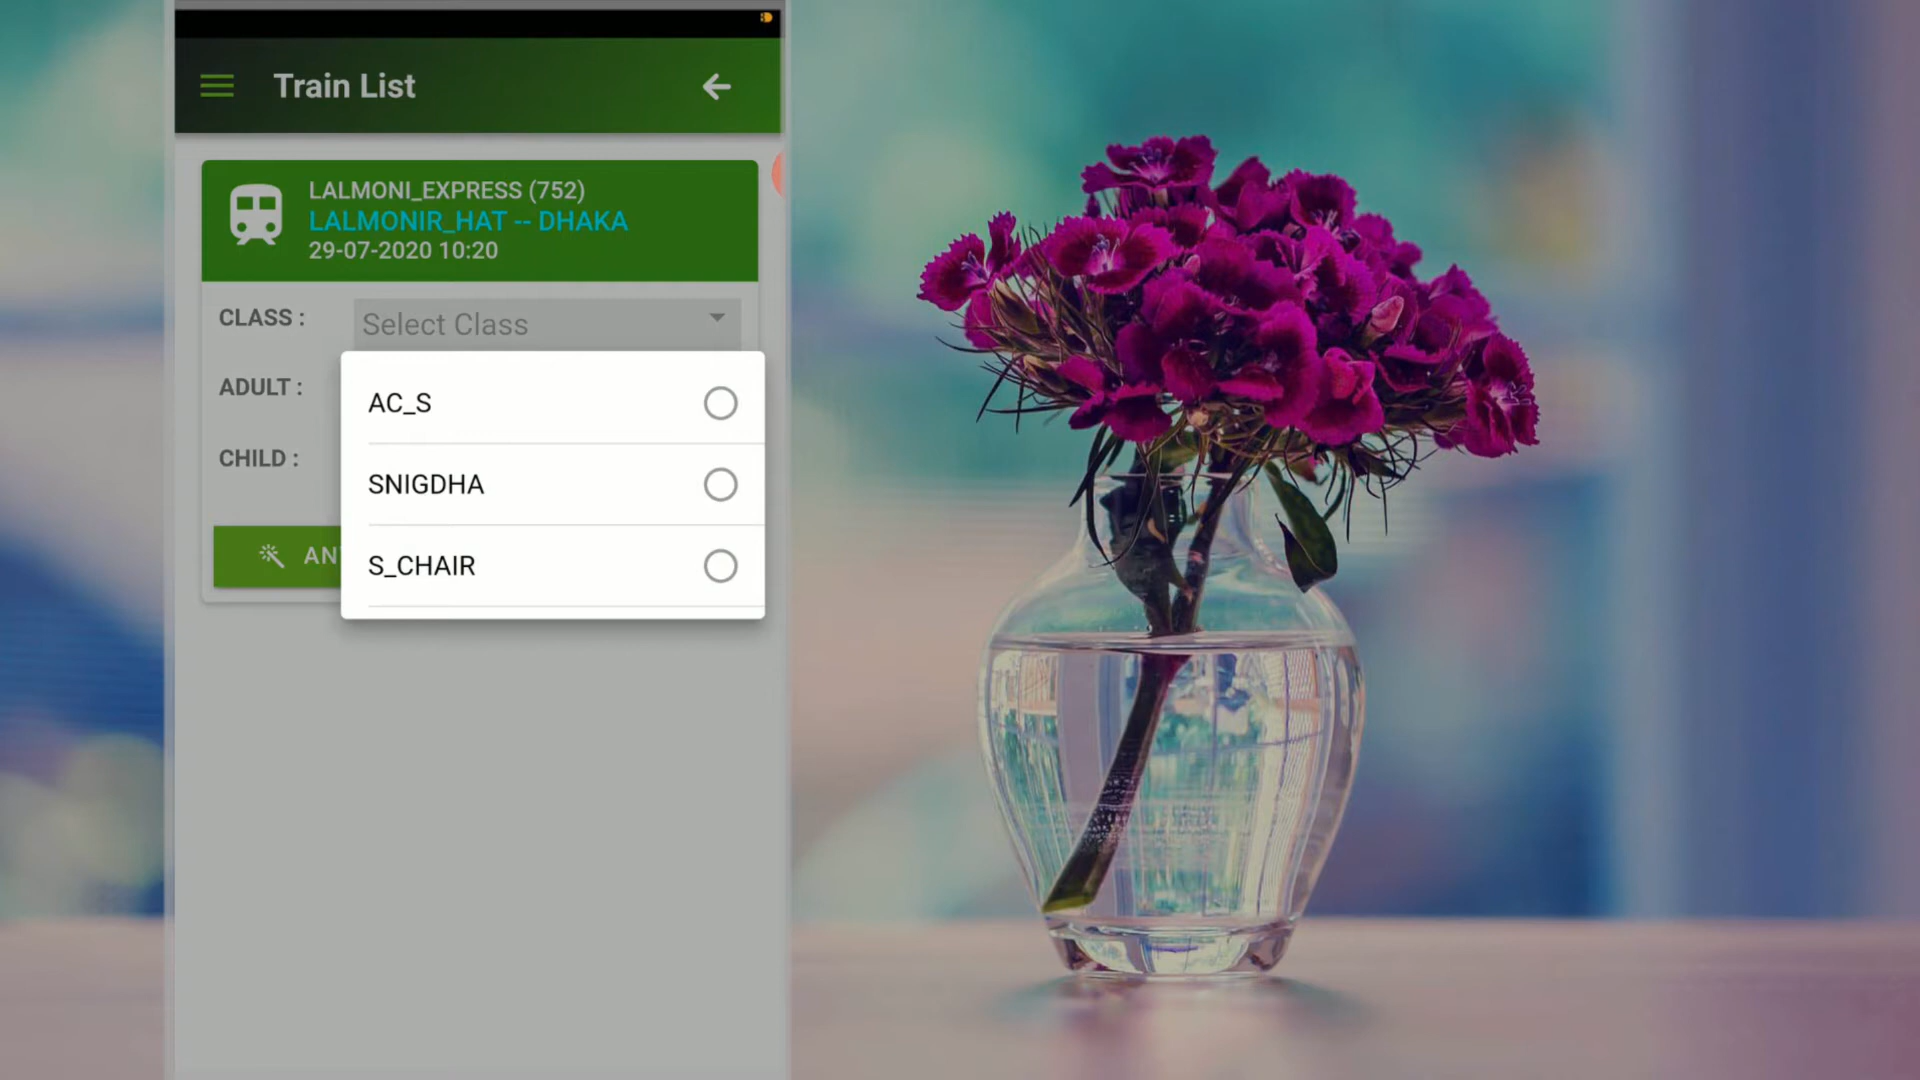 Train List
LALMONI_EXPRESS (752)
LALMONIR_HAT -- DHAKA
29-07-2020 10:20
CLASS :
Select Class
ADULT :
AC_S
CHILD :
SNIGDHA
S_CHAIR